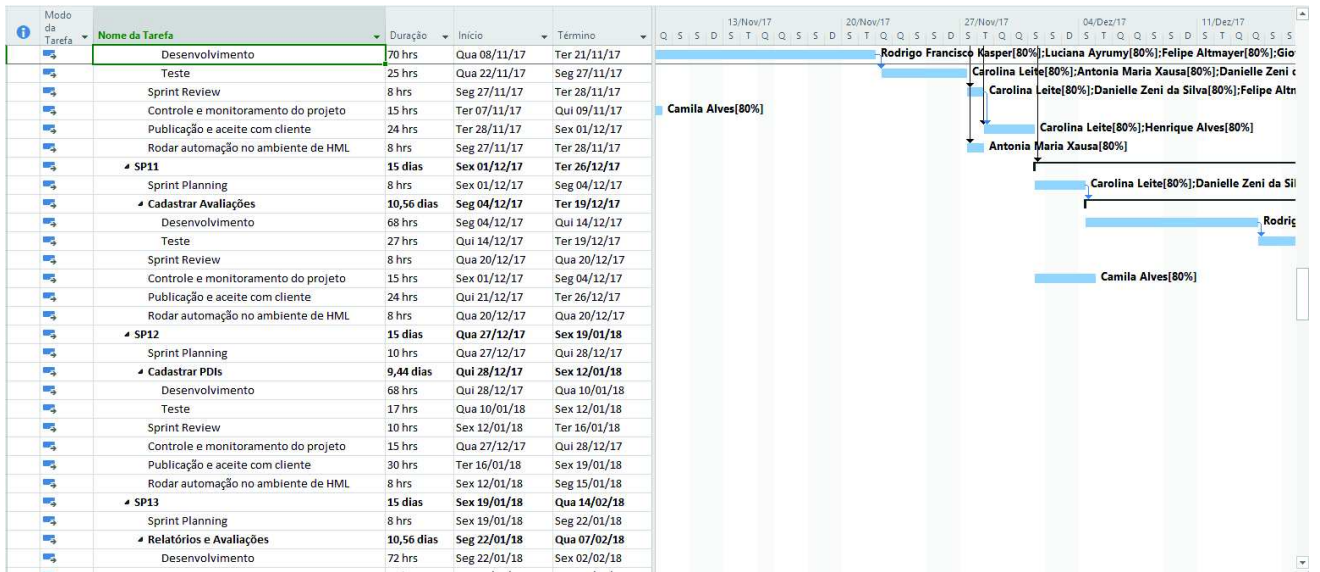 Modo da Tarefa Nome da Tarefa Duração Início Término
13/Nov/17 20/Nov/17 27/Nov/17 04/Dez/17 11/Dez/17
Q S S D S T Q Q S S D S T Q Q S S D S T Q Q S S D S T Q Q S S D S T Q Q S S
Desenvolvimento 70 hrs Qua 08/11/17 Ter 21/11/17 Rodrigo Francisco Kasper[80%];Luciana Ayrumy[80%];Felipe Altmayer[80%];Gio
Teste 25 hrs Qua 22/11/17 Seg 27/11/17 Carolina Leite[80%];Antonia Maria Xausa[80%];Danielle Zeni
Sprint Review 8 hrs Seg 27/11/17 Ter 28/11/17 Carolina Leite[80%];Danielle Zeni da Silva[80%];Felipe Altn
Controle e monitoramento do projeto 15 hrs Ter 07/11/17 Qui 09/11/17 Camila Alves[80%]
Publicação e aceite com cliente 24 hrs Ter 28/11/17 Sex 01/12/17 Carolina Leite[80%];Henrique Alves[80%]
Rodar automação no ambiente de HML 8 hrs Seg 27/11/17 Ter 28/11/17 Antonia Maria Xausa[80%]
SP11 15 dias Sex 01/12/17 Ter 26/12/17
Sprint Planning 8 hrs Sex 01/12/17 Seg 04/12/17 Carolina Leite[80%];Danielle Zeni da Sil
Cadastrar Avaliações 10,56 dias Seg 04/12/17 Ter 19/12/17
Desenvolvimento 68 hrs Seg 04/12/17 Qui 14/12/17 Rodrig
Teste 27 hrs Qui 14/12/17 Ter 19/12/17
Sprint Review 8 hrs Qua 20/12/17 Qua 20/12/17
Controle e monitoramento do projeto 15 hrs Sex 01/12/17 Seg 04/12/17 Camila Alves[80%]
Publicação e aceite com cliente 24 hrs Qui 21/12/17 Ter 26/12/17
Rodar automação no ambiente de HML 8 hrs Qua 20/12/17 Qua 20/12/17
SP12 15 dias Qua 27/12/17 Sex 19/01/18
Sprint Planning 10 hrs Qua 27/12/17 Qui 28/12/17
Cadastrar PDIs 9,44 dias Qui 28/12/17 Sex 12/01/18
Desenvolvimento 68 hrs Qui 28/12/17 Qua 10/01/18
Teste 17 hrs Qua 10/01/18 Sex 12/01/18
Sprint Review 10 hrs Sex 12/01/18 Ter 16/01/18
Controle e monitoramento do projeto 15 hrs Qua 27/12/17 Qui 28/12/17
Publicação e aceite com cliente 30 hrs Ter 16/01/18 Sex 19/01/18
Rodar automação no ambiente de HML 8 hrs Sex 12/01/18 Seg 15/01/18
SP13 15 dias Sex 19/01/18 Qua 14/02/18
Sprint Planning 8 hrs Sex 19/01/18 Seg 22/01/18
Relatórios e Avaliações 10,56 dias Seg 22/01/18 Qua 07/02/18
Desenvolvimento 72 hrs Seg 22/01/18 Sex 02/02/18